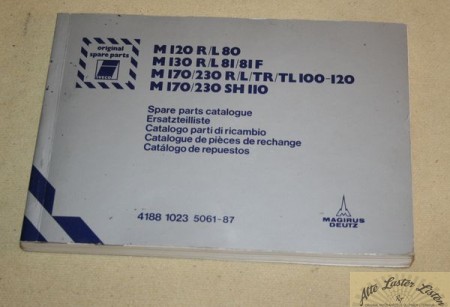 original
spare parts
M 120 R/L 80
M 130 R/L 81/81 F
M 170/230 R/L/TR/TL 100-120
M 170/230 SH 110
Spare parts catalogue
Ersatzteilliste
Catalogo parti di ricambio
Catalogue de pièces de rechange
Catálogo de repuestos
4188 1023 5061-87
MAGIRUS
DEUTZ
Alte Laster Listen